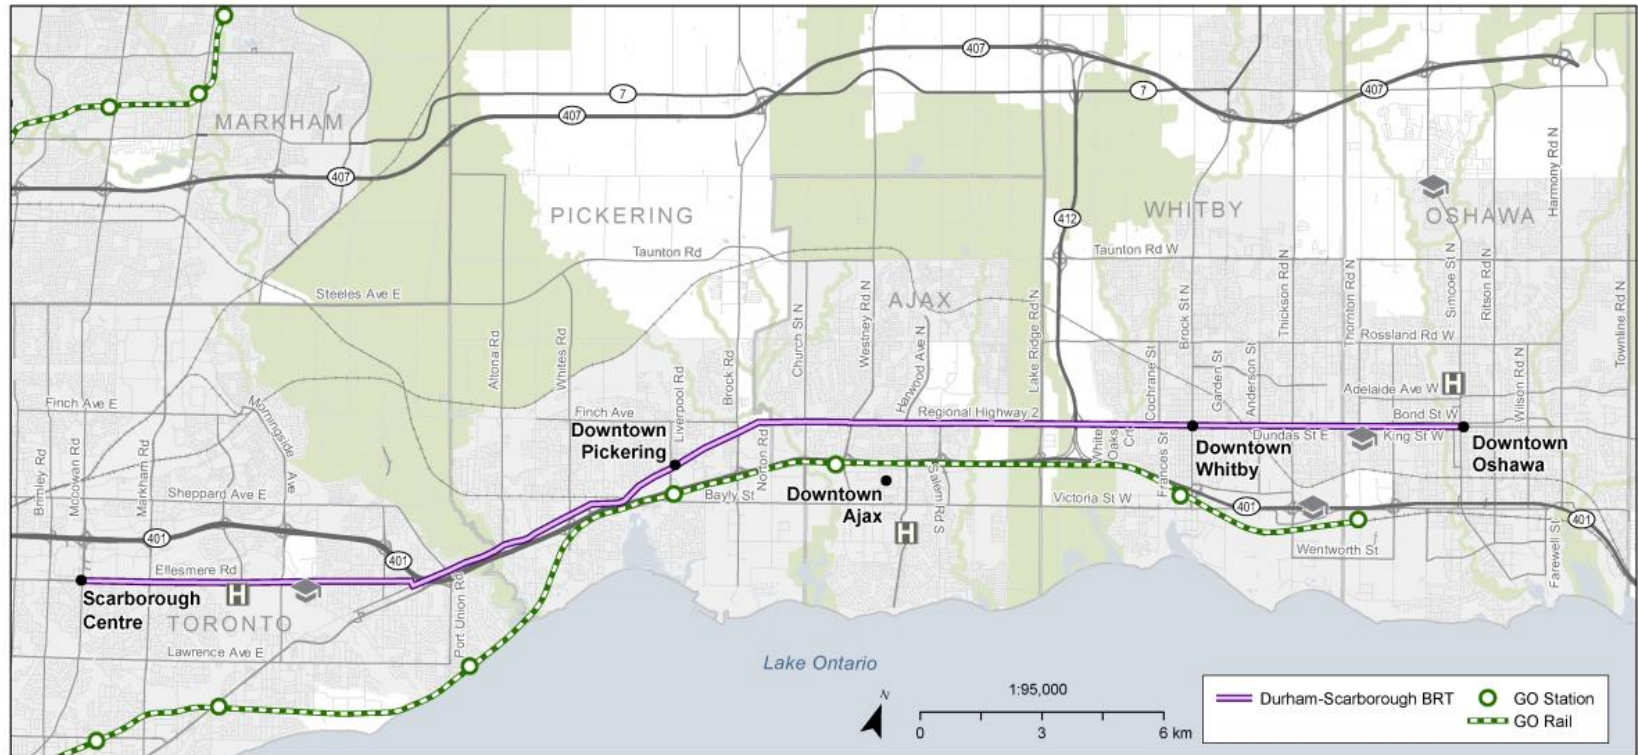 407
7
407
7
407
MARKHAM
407
PICKERING
412
WHITBY
OSHAWA
Harmony Rd N
Taunton Rd
Taunton Rd W
Steeles Ave E
AJAX
Altona Rd
Whites Rd
Liverpool Rd
Brock Rd
Church St N
Westney Rd N
Harwood Ave N
Lake Ridge Rd N
Cochrane St
Brock St N
Garden St
Anderson St
Thickson Rd N
Thornton Rd N
Simcoe St N
Ritson Rd N
Wilson Rd N
Townline Rd N
Rossland Rd W
Adelaide Ave W
Finch Ave E
Finch Ave
Regional Highway 2
Bond St W
Dundas St E
King St W
Downtown
Pickering
Downtown
Whitby
Downtown
Oshawa
Brimley Rd
Mccowan Rd
Markham Rd
Morningside
Ave
Sheppard Ave E
Notion Rd
Bayly St
Downtown
Ajax
Salem Rd S
White
Oaks
Crt
Frances St
Victoria St W
401
401
401
401
Wentworth St
Farewell St
H
H
H
Ellesmere Rd
Scarborough
Centre
TORONTO
Port Union Rd
Lawrence Ave E
Lake Ontario
N
1:95,000
0 3 6 km
Durham-Scarborough BRT
GO Station
GO Rail